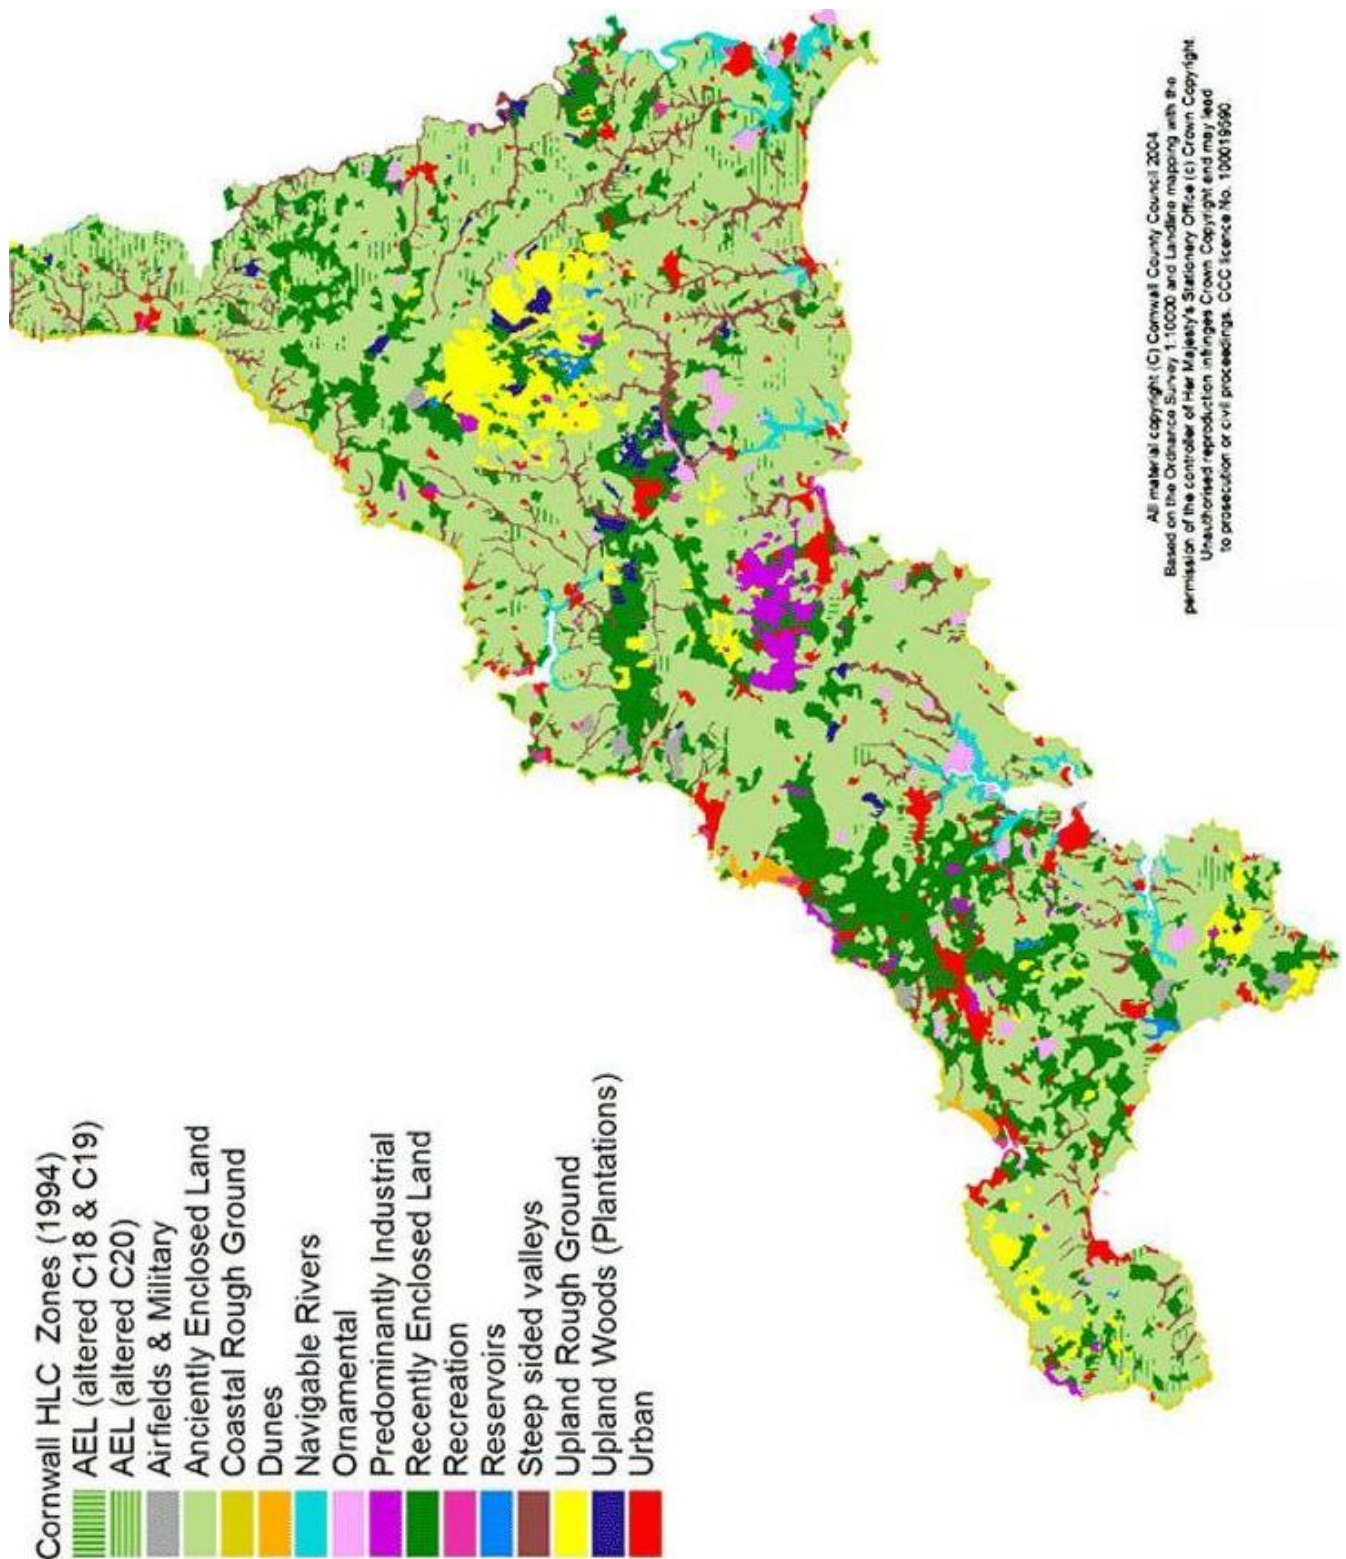 Cornwall HLC Zones (1994)
AEL (altered C18 & C19)
AEL (altered C20)
Airfields & Military
Anciently Enclosed Land
Coastal Rough Ground
Dunes
Navigable Rivers
Ornamental
Predominantly Industrial
Recently Enclosed Land
Recreation
Reservoirs
Steep sided valleys
Upland Rough Ground
Upland Woods (Plantations)
Urban
All material copyright (C) Cornwall County Council 2004
Based on the Ordnance Survey 1:10000 and Landline mapping with the
permission of the controller of Her Majesty's Stationery Office (c) Crown Copyright.
Unauthorised reproduction infringes Crown Copyright and may lead
to prosecution or civil proceedings. CCC licence No. 100019590